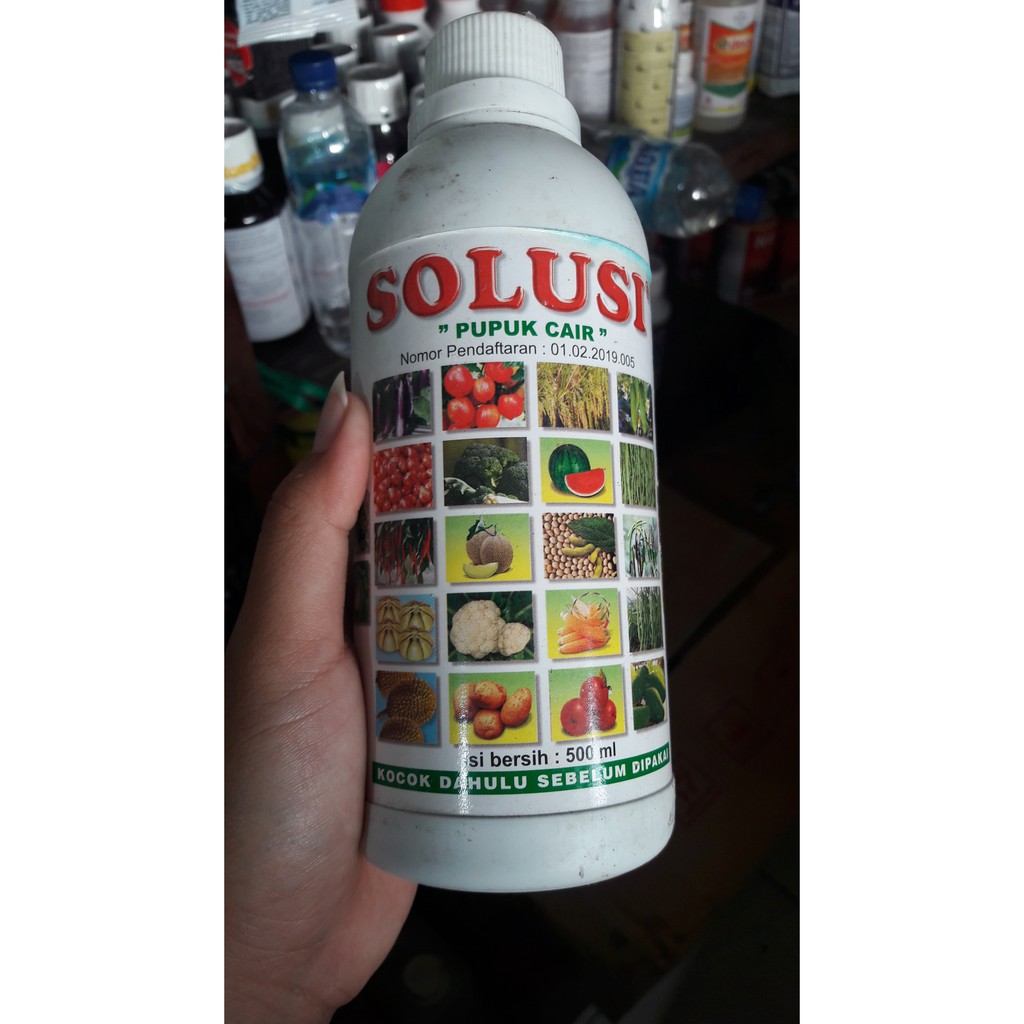 SOLUSI
" PUPUK CAIR "
Nomor Pendaftaran : 01.02.2019.005
si bersih : 500 ml
KOCOK DAHULU SEBELUM DIPAKAI